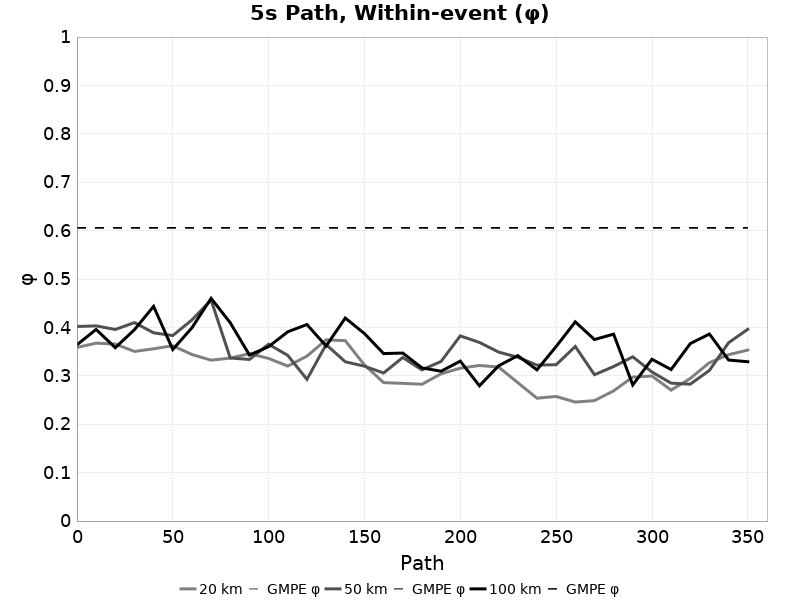 5s Path, Within-event (φ)
1
0.9
0.8
0.7
0.6
0.5
0.4
0.3
0.2
0.1
0
φ
0 50 100 150 200 250 300 350
Path
20 km GMPE φ 50 km GMPE φ 100 km GMPE φ